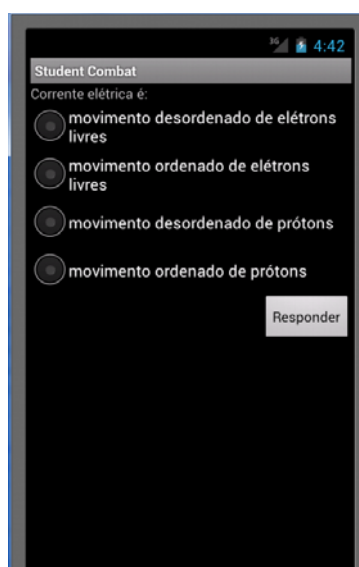 3G 4:42
Student Combat
Corrente elétrica é:
movimento desordenado de elétrons
livres
movimento ordenado de elétrons
livres
movimento desordenado de prótons
movimento ordenado de prótons
Responder